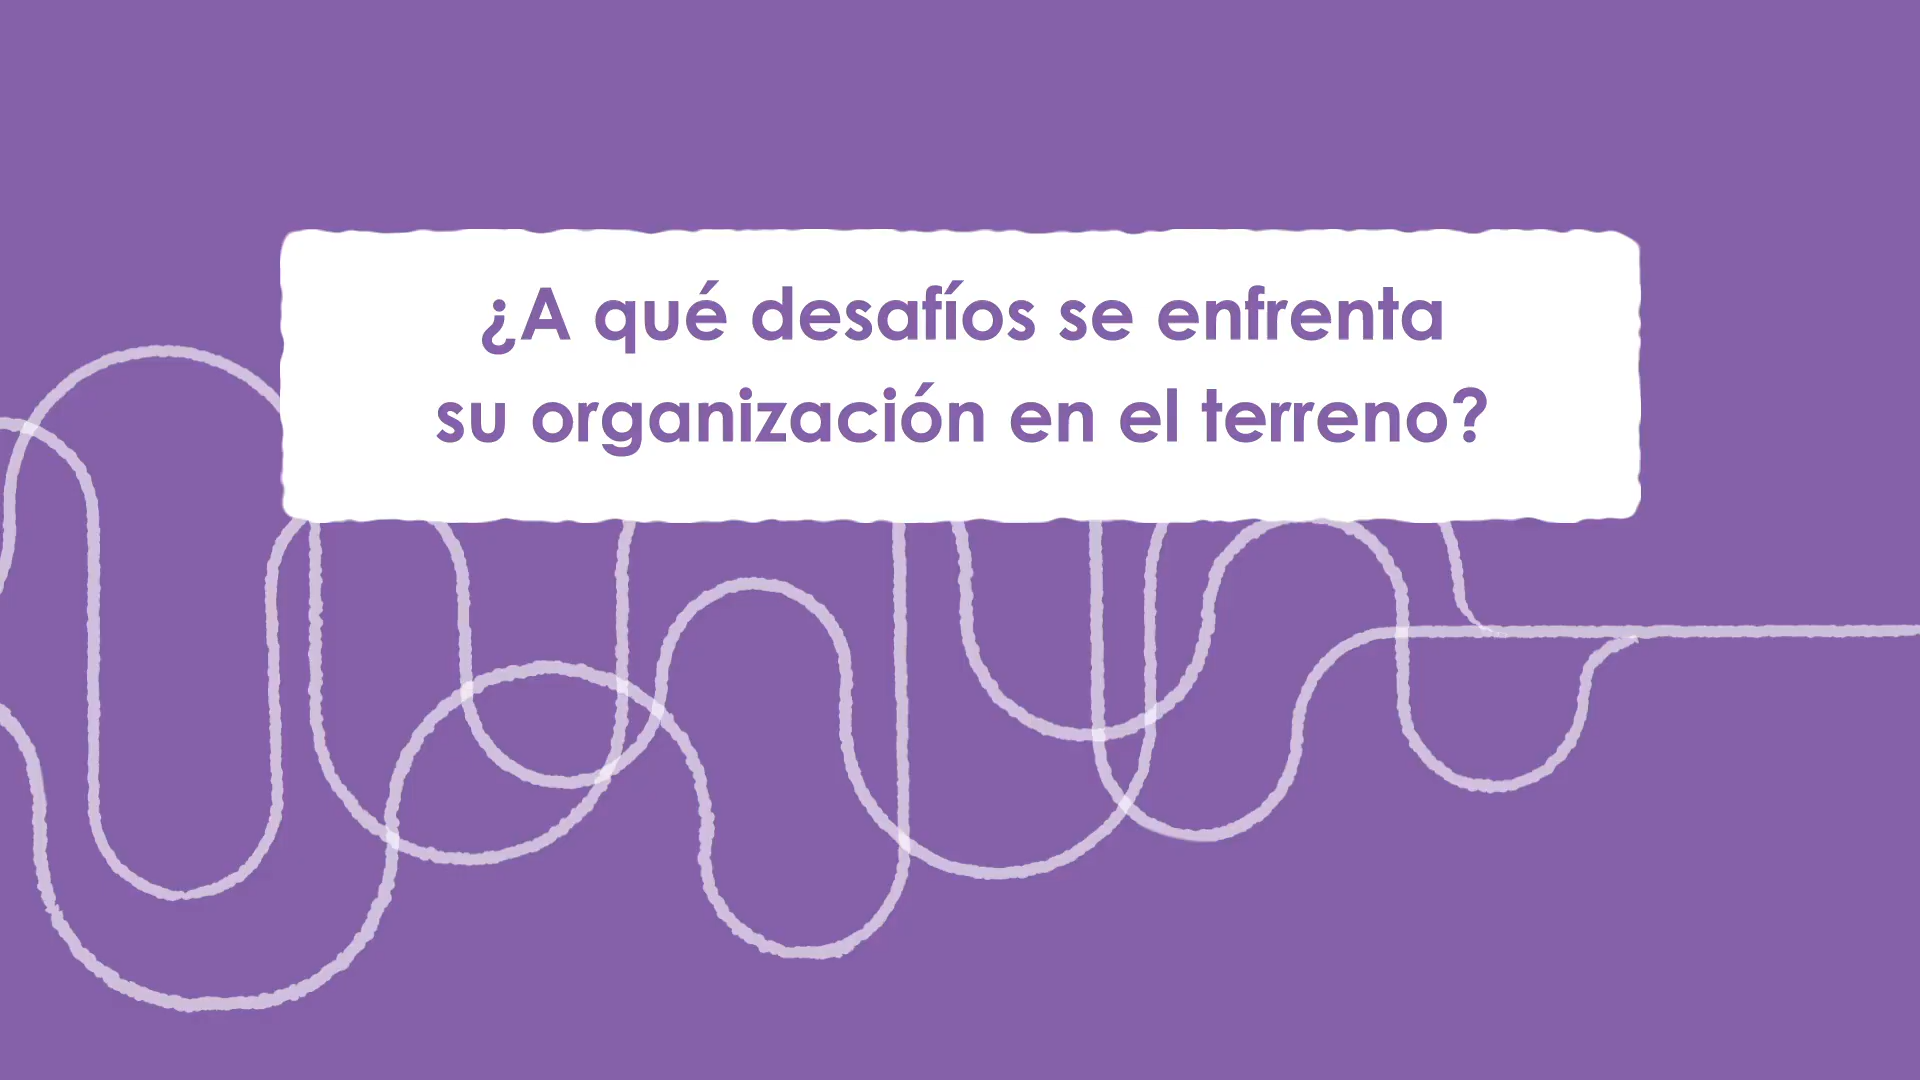 ¿A qué desafíos se enfrenta
su organización en el terreno?